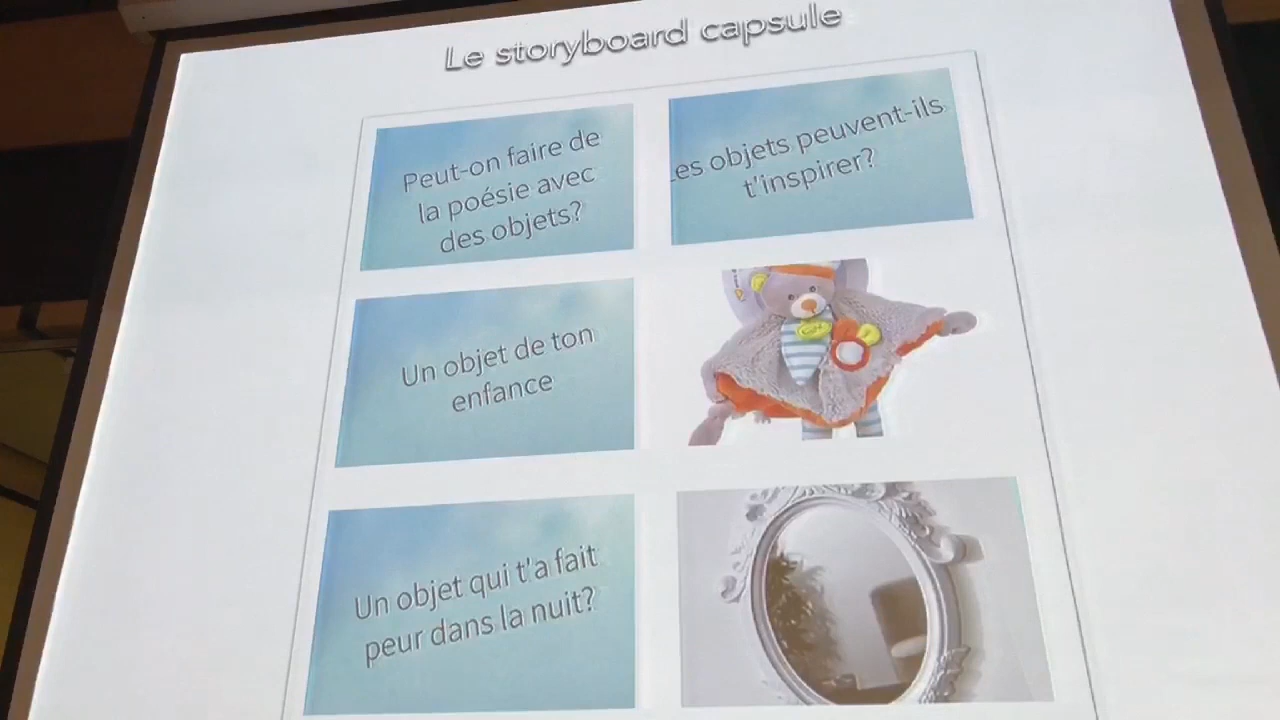 Le storyboard capsule
Peut-on faire de
la poésie avec
des objets?
Les objets peuvent-ils
t'inspirer?
Un objet de ton
enfance
Un objet qui t'a fait
peur dans la nuit?